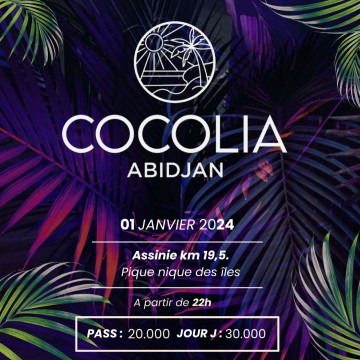 COCOLIA
ABIDJAN
01 JANVIER 2024
Assinie km 19,5.
Pique nique des îles
A partir de 22h
PASS : 20.000 JOUR J : 30.000